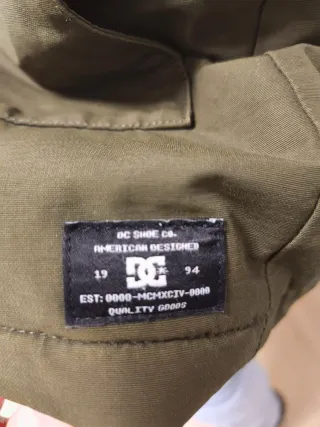 DC SHOE CO.
AMERICAN DESIGNED
19 DC 94
EST: 0000-MCMXCIV-0000
QUALITY GOODS